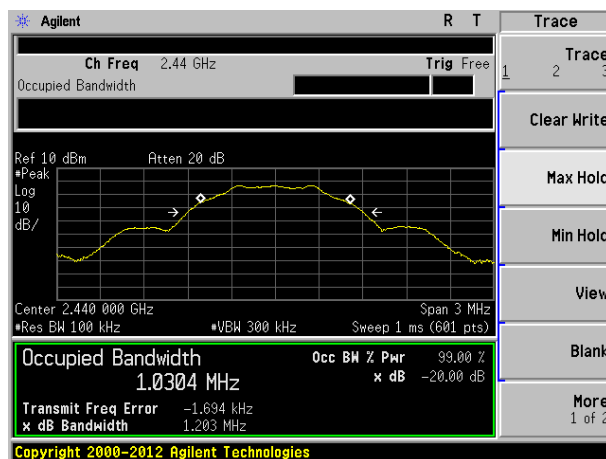 Agilent R T Trace
Ch Freq 2.44 GHz Trig Free
Occupied Bandwidth
Trace
1 2 3
Clear Write
Max Hold
Min Hold
View
Blank
More
1 of 2
Ref 10 dBm Atten 20 dB
#Peak
Log
10
dB/
Center 2.440 000 GHz Span 3 MHz
#Res BW 100 kHz #VBW 300 kHz Sweep 1 ms (601 pts)
Occupied Bandwidth Occ BW % Pwr 99.00 %
1.0304 MHz x dB -20.00 dB
Transmit Freq Error -1.694 kHz
x dB Bandwidth 1.203 MHz
Copyright 2000-2012 Agilent Technologies